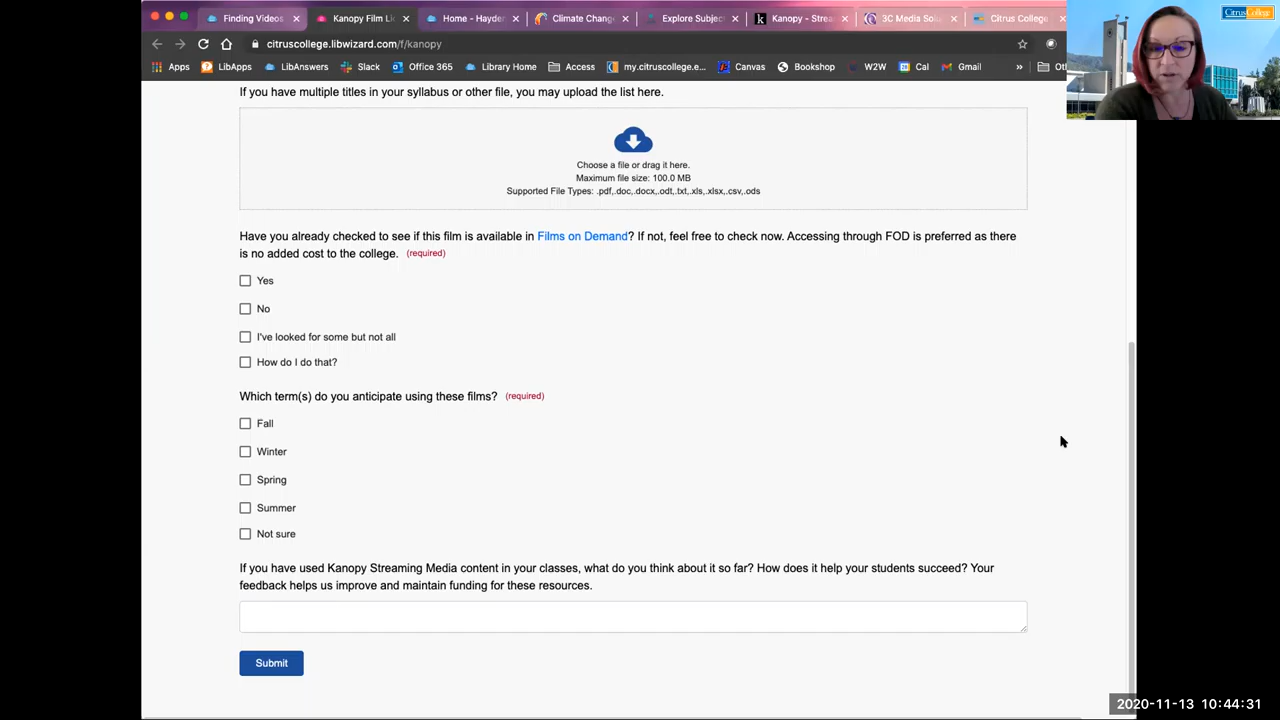 Finding Videos
Kanopy Film Li
Home - Hayde
Climate Chang
Explore Subjec
Kanopy - Strea
3C Media Solu
Citrus College
CitrusCollege
citruscollege.libwizard.com/f/kanopy
Apps
LibApps
LibAnswers
Slack
Office 365
Library Home
Access
my.citruscollege.e...
Canvas
Bookshop
W2W
Cal
Gmail
»
If you have multiple titles in your syllabus or other file, you may upload the list here.
Choose a file or drag it here.
Maximum file size: 100.0 MB
Supported File Types: .pdf,.doc,.docx,.odt,.txt,.xls,.xlsx,.csv,.ods
Have you already checked to see if this film is available in Films on Demand? If not, feel free to check now. Accessing through FOD is preferred as there
is no added cost to the college. (required)
Yes
No
I've looked for some but not all
How do I do that?
Which term(s) do you anticipate using these films? (required)
Fall
Winter
Spring
Summer
Not sure
If you have used Kanopy Streaming Media content in your classes, what do you think about it so far? How does it help your students succeed? Your
feedback helps us improve and maintain funding for these resources.
Submit
2020-11-13 10:44:31